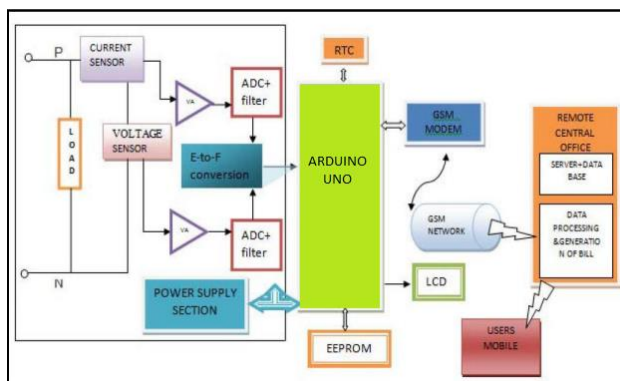 P
CURRENT
SENSOR
VA
ADC+
filter
L
O
A
D
VOLTAGE
SENSOR
E-to-F
conversion
VA
ADC+
filter
N
POWER SUPPLY
SECTION
RTC
ARDUINO
UNO
EEPROM
GSM
MODEM
GSM
NETWORK
LCD
REMOTE
CENTRAL
OFFICE
SERVER+DATA
BASE
DATA
PROCESSING
&GENERATIO
N OF BILL
USERS
MOBILE